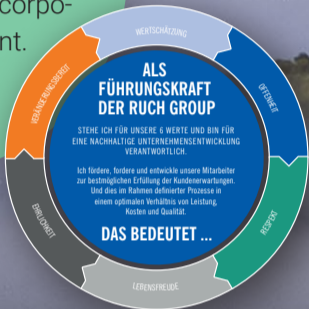 corpo-
nt.
WERTSCHÄTZUNG
OFFENHEIT
RESPEKT
LEBENSFREUDE
EHRLICHKEIT
VERÄNDERUNGSBEREIT
ALS
FÜHRUNGSKRAFT
DER RUCH GROUP
STEHE ICH FÜR UNSERE 6 WERTE UND BIN FÜR
EINE NACHHALTIGE UNTERNEHMENSENTWICKLUNG
VERANTWORTLICH.
Ich fördere, fordere und entwickle unsere Mitarbeiter
zur bestmöglichen Erfüllung der Kundenerwartungen.
Und dies im Rahmen definierter Prozesse in
einem optimalen Verhältnis von Leistung,
Kosten und Qualität.
DAS BEDEUTET ...